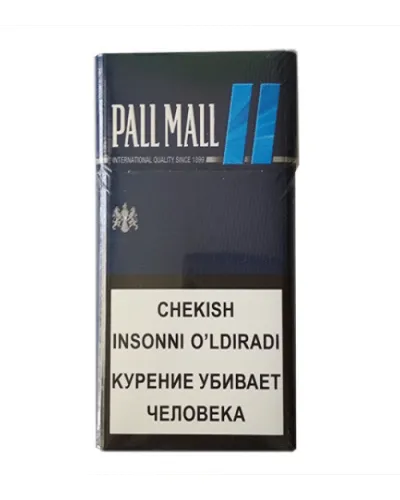 PALL MALL
INTERNATIONAL QUALITY SINCE 1899
CHEKISH
INSONNI O'LDIRADI
КУРЕНИЕ УБИВАЕТ
ЧЕЛОВЕКА